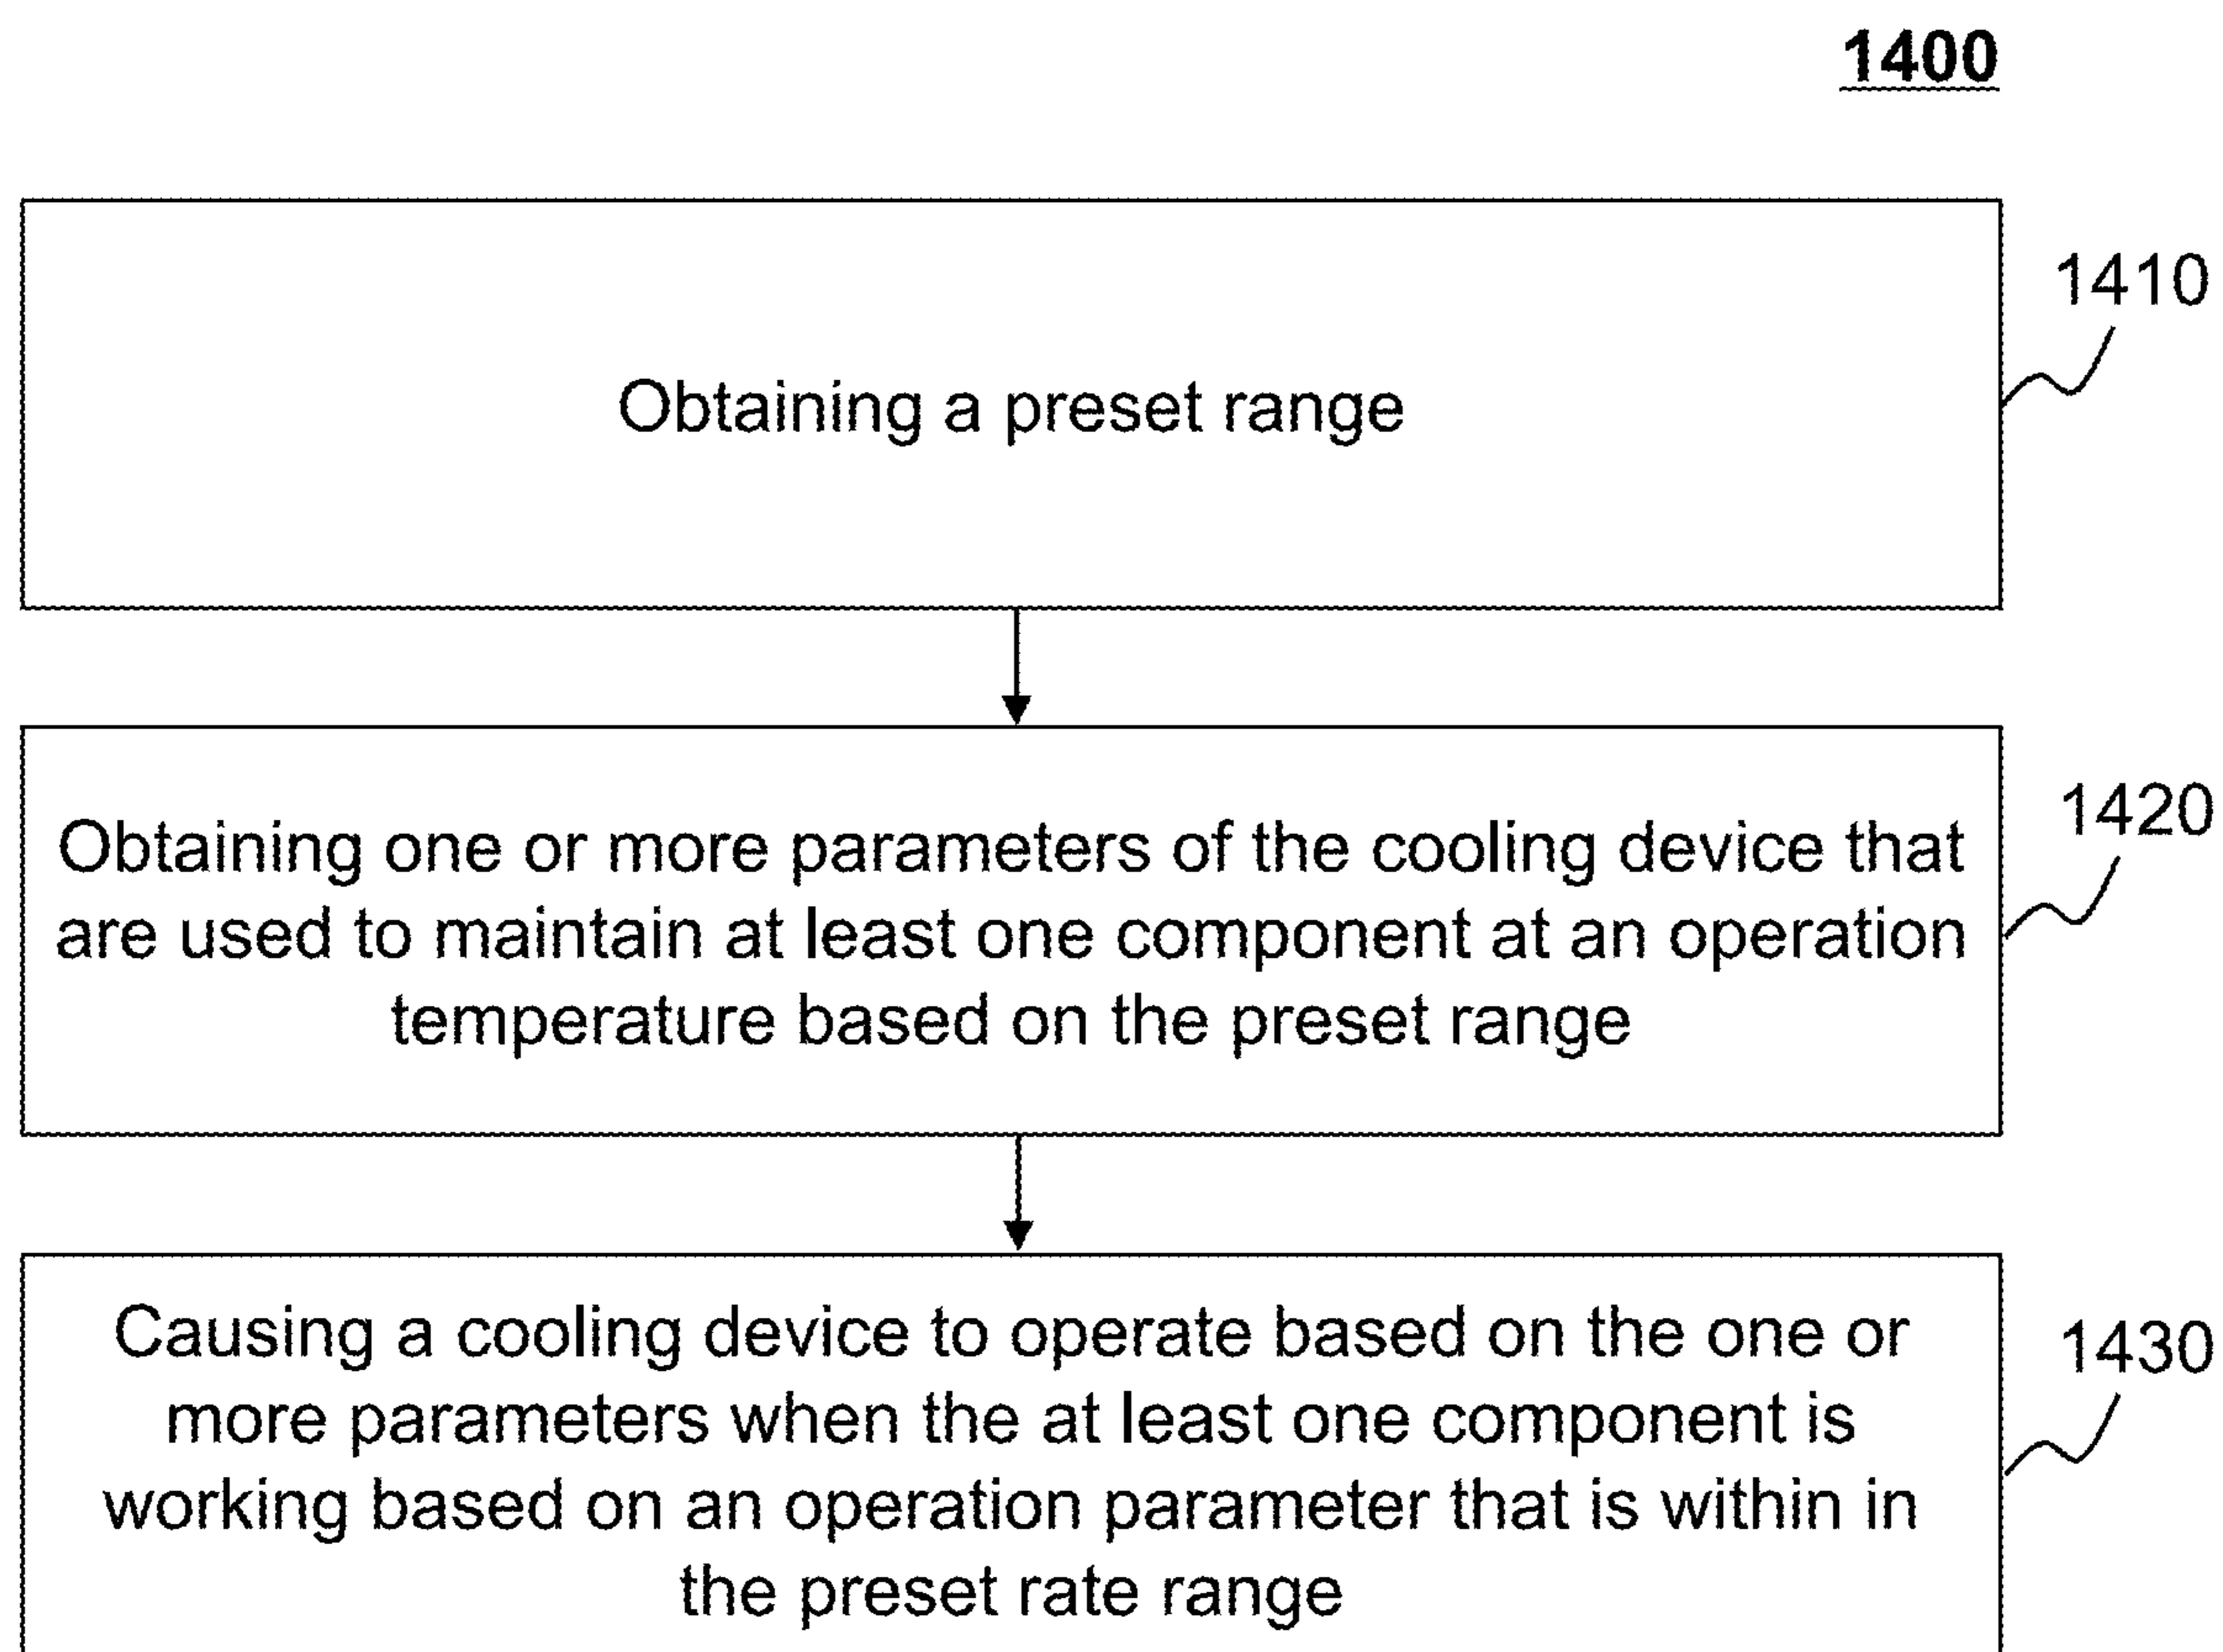 1400
Obtaining a preset range
1410
Obtaining one or more parameters of the cooling device that
are used to maintain at least one component at an operation
temperature based on the preset range
1420
Causing a cooling device to operate based on the one or
more parameters when the at least one component is
working based on an operation parameter that is within in
the preset rate range
1430